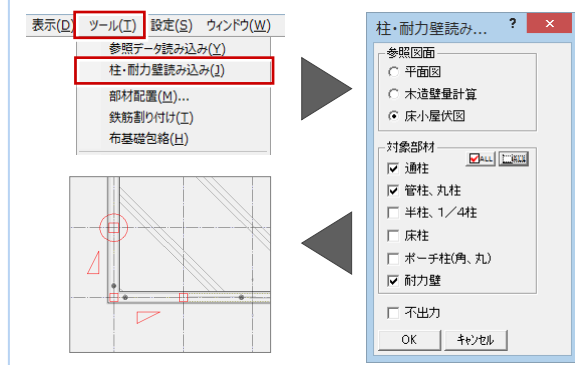 表示(D) ツール(T) 設定(S) ウィンドウ(W)
参照データ読み込み(Y)
柱・耐力壁読み込み(J)
部材配置(M)...
鉄筋割り付け(T)
布基礎包絡(H)
柱・耐力壁読み... ? ×
参照図面
平面図
木造壁量計算
床小屋伏図
対象部材
ALL
通柱
管柱、丸柱
半柱、1/4柱
床柱
ポーチ柱(角、丸)
耐力壁
不出力
OK キャンセル